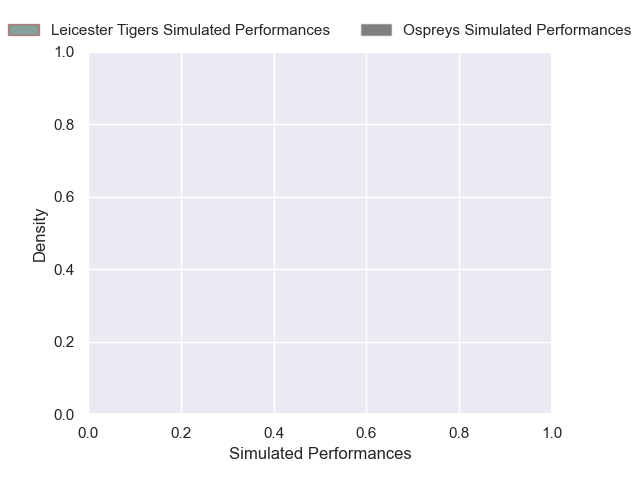 Leicester Tigers Simulated Performances Ospreys Simulated Performances
1.0
0.8
0.6
0.4
0.2
0.0
Density
0.0 0.2 0.4 0.6 0.8 1.0
Simulated Performances